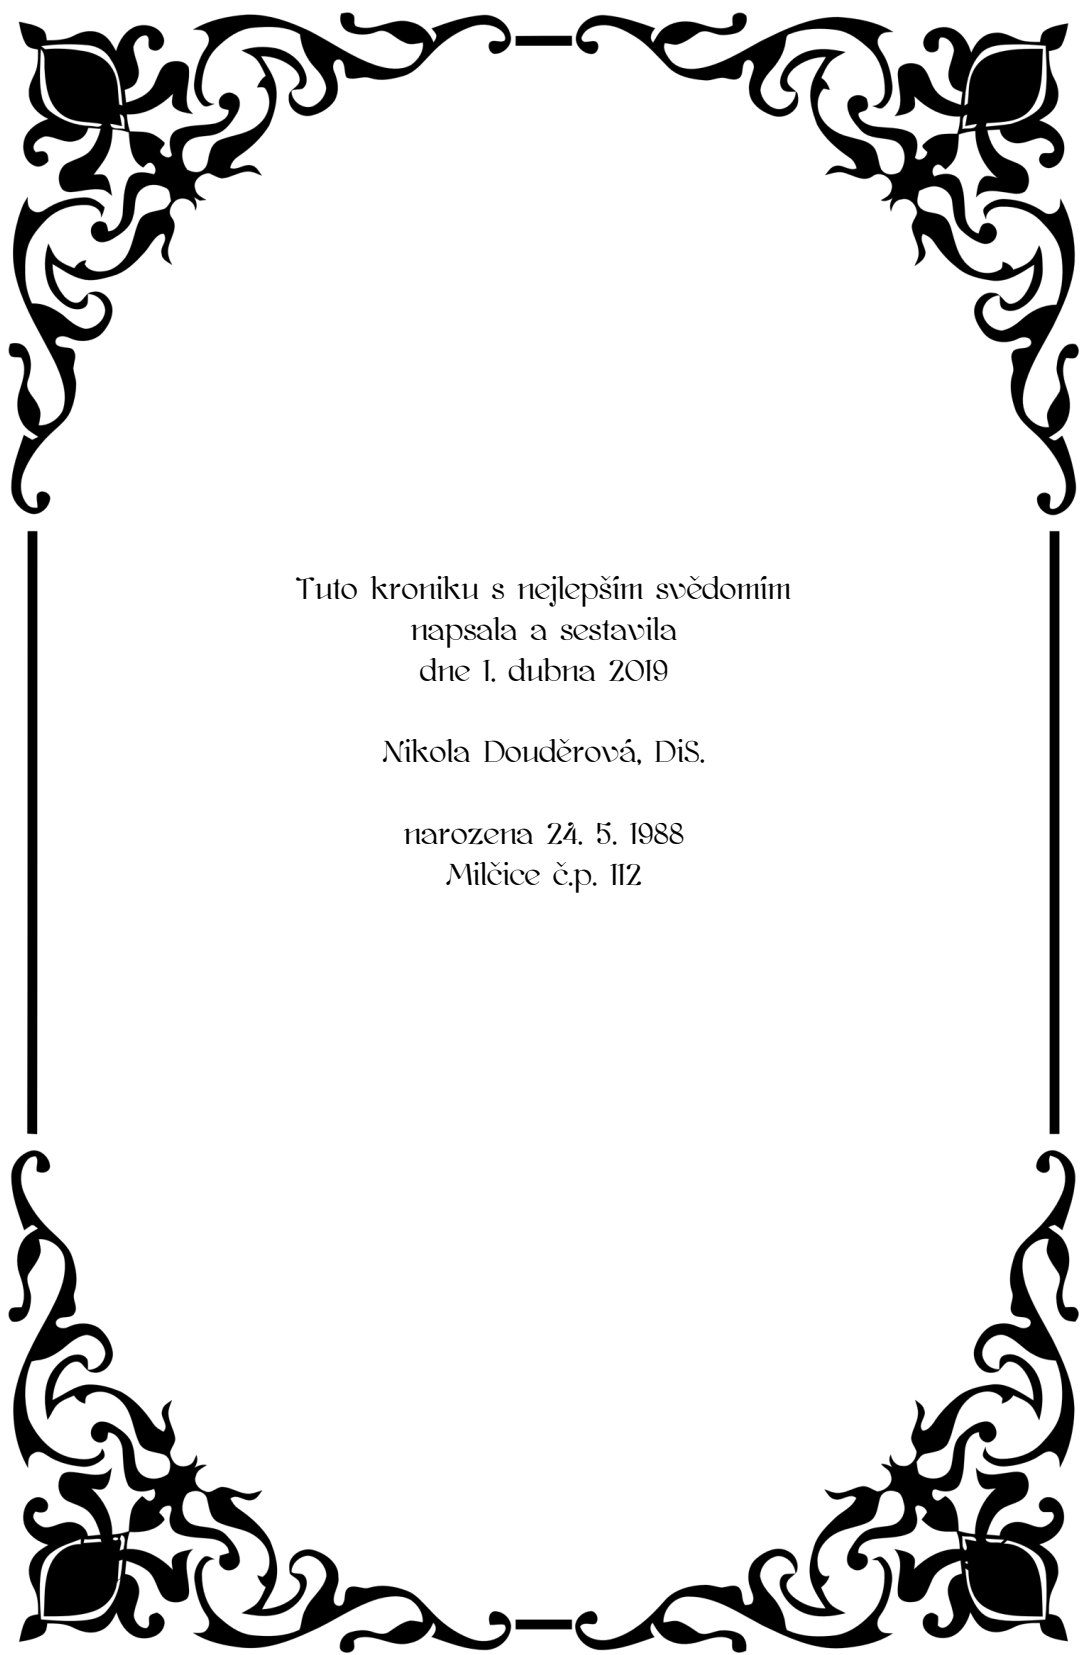 Tuto kroniku s nejlepším svědomím
napsala a sestavila
dne 1. dubna 2019
Nikola Douděrová, DiS.
narozena 24. 5. 1988
Milčice č.p. 112